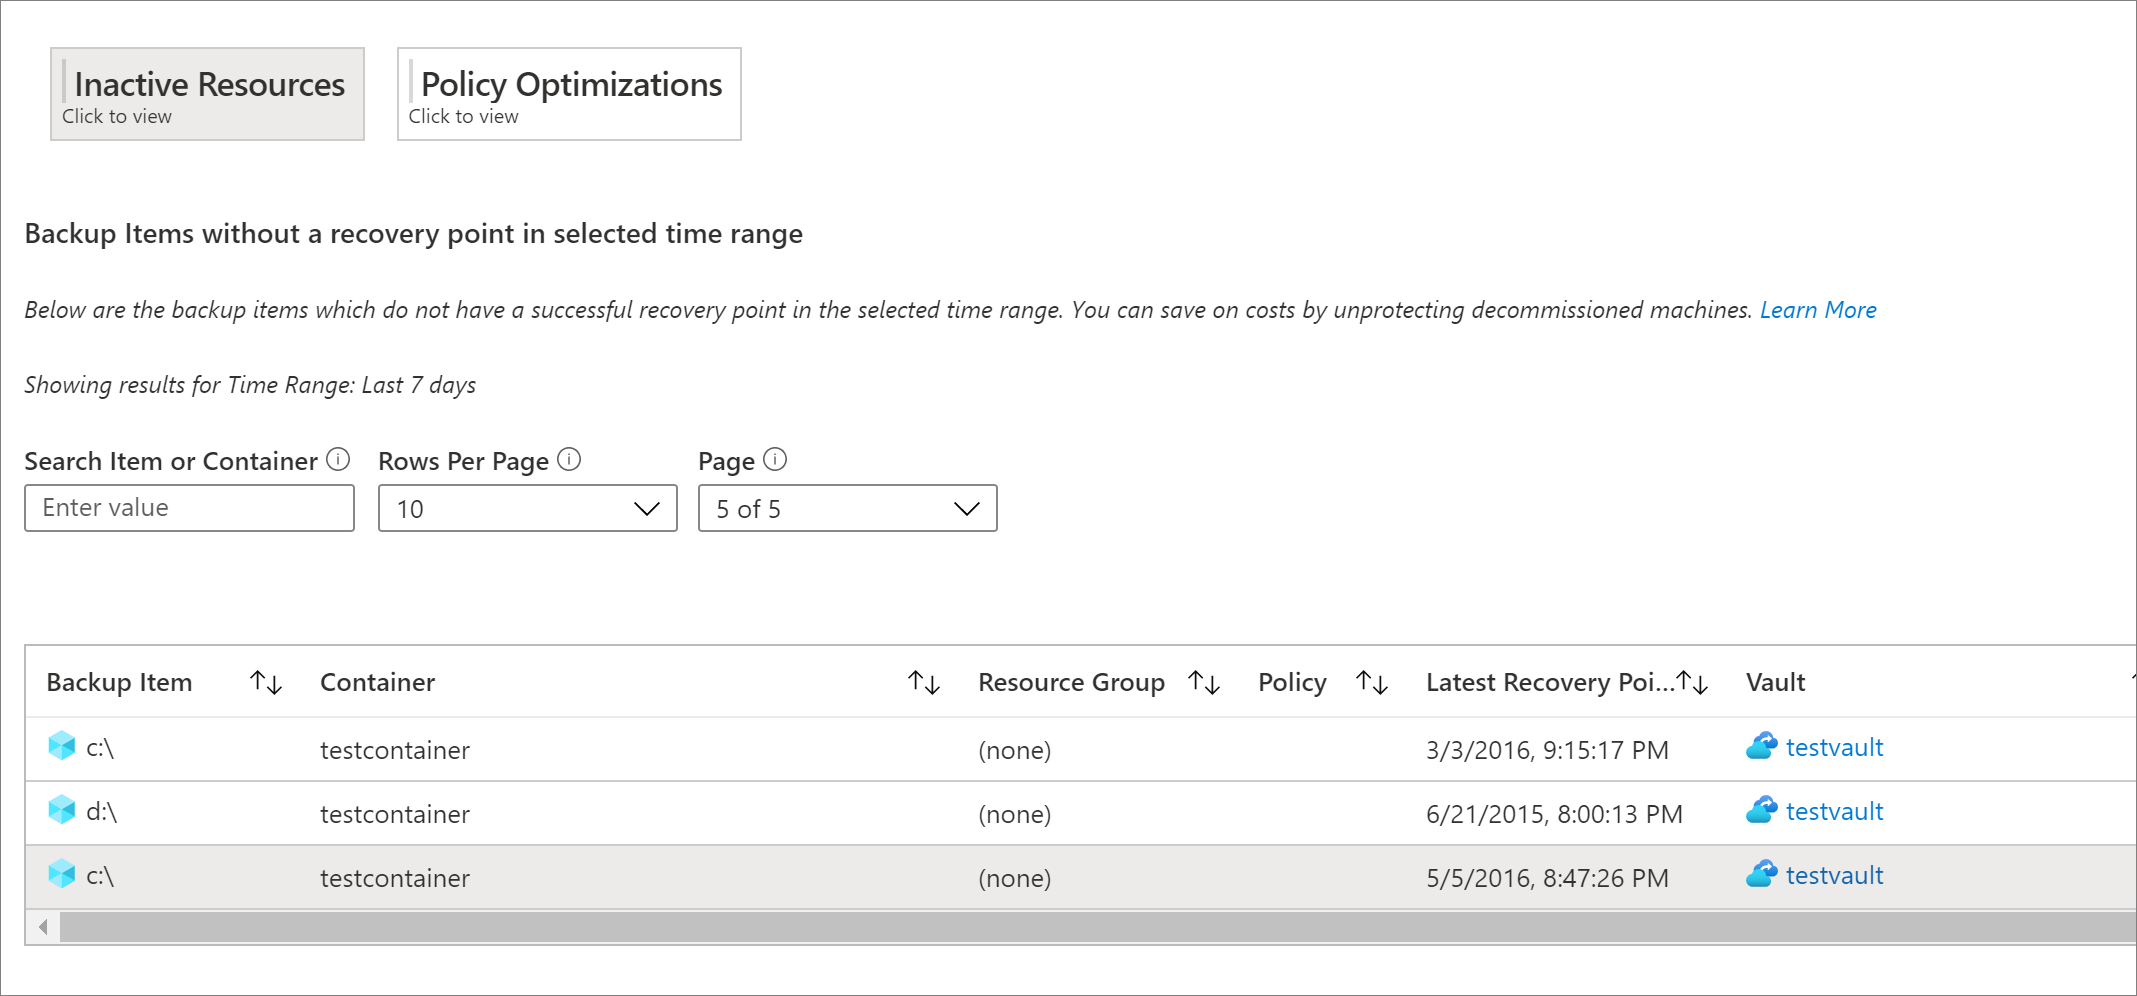 Inactive Resources
Click to view
Policy Optimizations
Click to view
Backup Items without a recovery point in selected time range
Below are the backup items which do not have a successful recovery point in the selected time range. You can save on costs by unprotecting decommissioned machines. Learn More
Showing results for Time Range: Last 7 days
Search Item or Container Rows Per Page Page
Enter value 10 5 of 5
Backup Item Container Resource Group Policy Latest Recovery Poi... Vault
c:\ testcontainer (none) 3/3/2016, 9:15:17 PM testvault
d:\ testcontainer (none) 6/21/2015, 8:00:13 PM testvault
c:\ testcontainer (none) 5/5/2016, 8:47:26 PM testvault